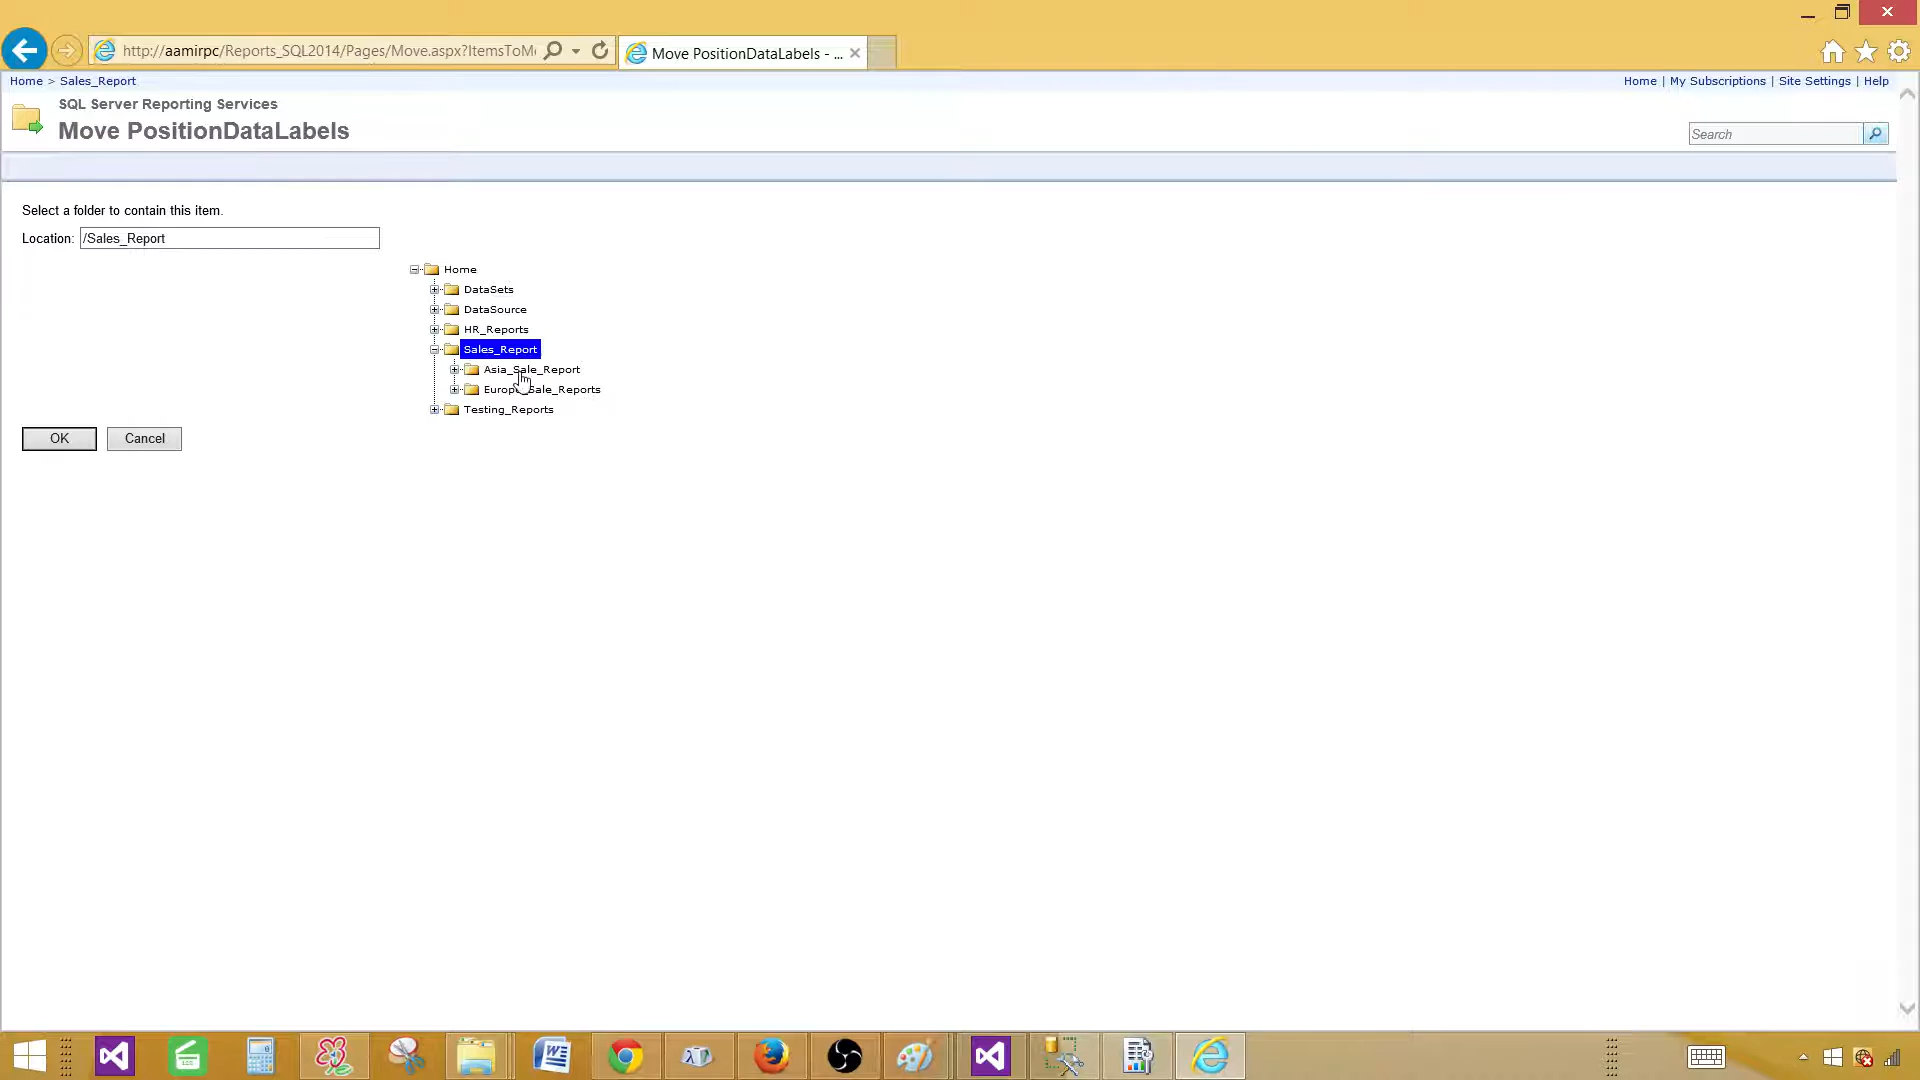 http://aamirpc/Reports_SQL2014/Pages/Move.aspx?ItemsToMo
Move PositionDataLabels - ...
Home > Sales_Report
Home | My Subscriptions | Site Settings | Help
SQL Server Reporting Services
Move PositionDataLabels
Search
Select a folder to contain this item.
Location: /Sales_Report
Home
DataSets
DataSource
HR_Reports
Sales_Report
Asia_Sale_Report
Europe_Sale_Reports
Testing_Reports
OK
Cancel